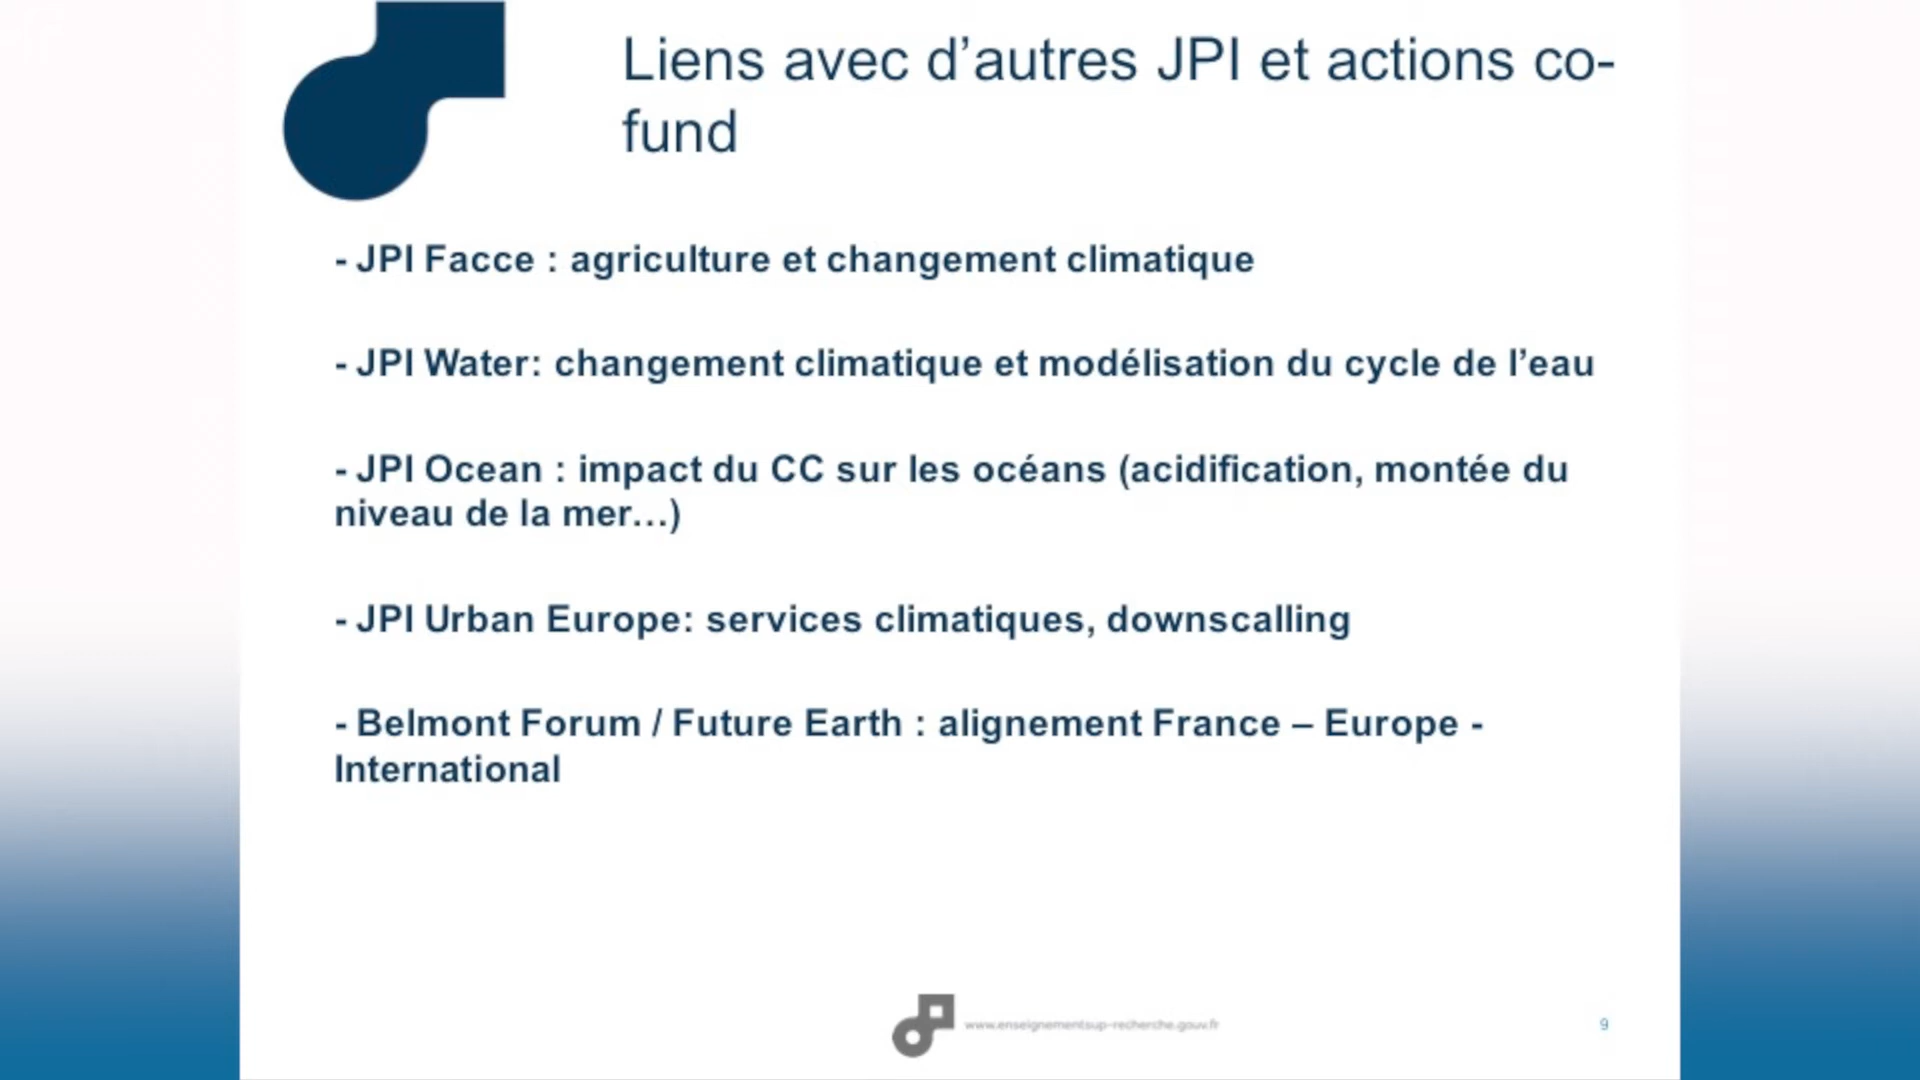 Liens avec d’autres JPI et actions co-
fund
- JPI Facce : agriculture et changement climatique
- JPI Water: changement climatique et modélisation du cycle de l’eau
- JPI Ocean : impact du CC sur les océans (acidification, montée du
niveau de la mer…)
- JPI Urban Europe: services climatiques, downscalling
- Belmont Forum / Future Earth : alignement France – Europe -
International
www.enseignementsup-recherche.gouv.fr
9